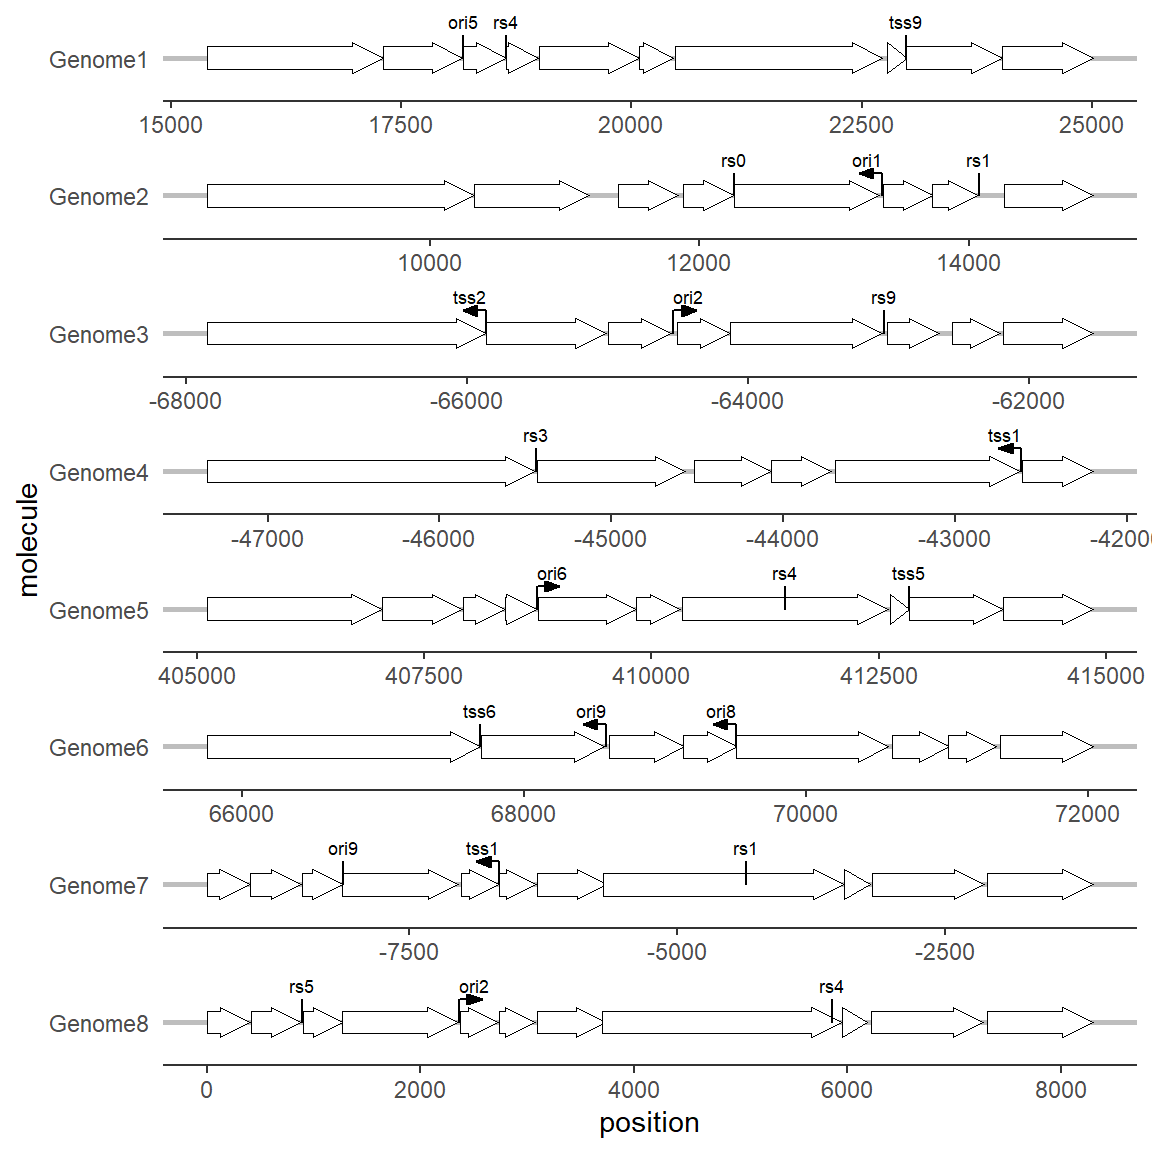 ori5 rs4 tss9
Genome1
15000 17500 20000 22500 25000
rs0 ori1 rs1
Genome2
10000 12000 14000
tss2 ori2 rs9
Genome3
-68000 -66000 -64000 -62000
rs3 tss1
Genome4
-47000 -46000 -45000 -44000 -43000 -4200
molecule
ori6 rs4 tss5
Genome5
405000 407500 410000 412500 415000
tss6 ori9 ori8
Genome6
66000 68000 70000 72000
ori9 tss1 rs1
Genome7
-7500 -5000 -2500
rs5 ori2 rs4
Genome8
0 2000 4000 6000 8000
position